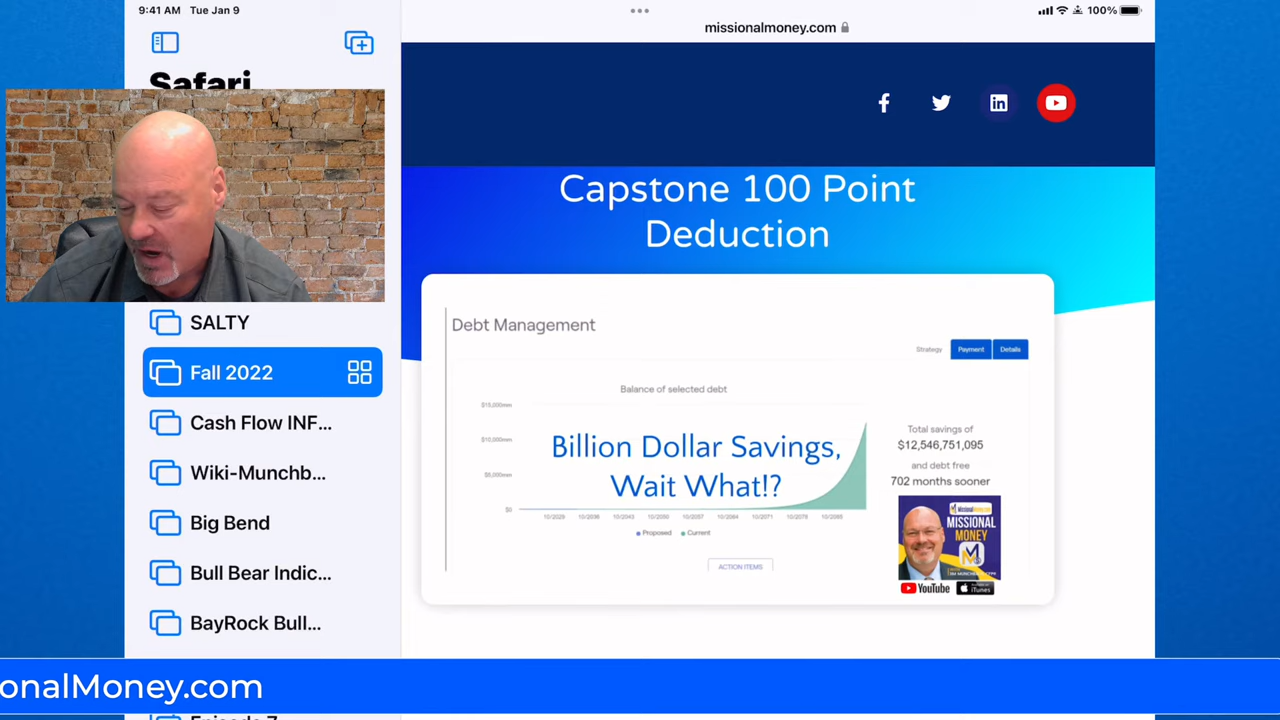 9:41 AM Tue Jan 9
100%
missionalmoney.com
Safari
SALTY
Fall 2022
Cash Flow INF...
Wiki-Munchb...
Big Bend
Bull Bear Indic...
BayRock Bull...
Capstone 100 Point
Deduction
Debt Management
Strategy Payment Details
Balance of selected debt
$10,000mm
$5,000mm
$0
Billion Dollar Savings,
Wait What!?
Proposed Current
ACTION ITEMS
Total savings of
$12,546,751,095
and debt free
702 months sooner
MissionalMoney.com
MISSIONAL
MONEY
YouTube
iTunes
onalMoney.com